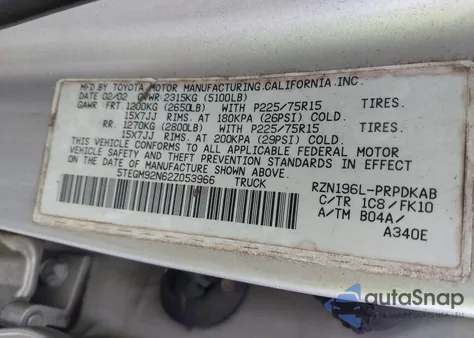 MFD BY TOYOTA MOTOR MANUFACTURING.CALIFORNIA.INC.
DATE 02/02 GVWR 2315KG (5100LB)
GAWR FRT. 1200KG (2650LB) WITH P225/75R15 TIRES.
15X7JJ RIMS. AT 180KPA (26PSI) COLD.
RR. 1270KG (2800LB) WITH P225/75R15 TIRES.
15X7JJ RIMS. AT 200KPA (29PSI) COLD.
THIS VEHICLE CONFORMS TO ALL APPLICABLE FEDERAL MOTOR
VEHICLE SAFETY AND THEFT PREVENTION STANDARDS IN EFFECT ON
THE DATE OF MANUFACTURE SHOWN ABOVE.
5TEGM92N62Z053966 TRUCK
RZN196L-PRPDKAB
C/TR 1C8/FK10
A/TM B04A/
A340E
autoSnap